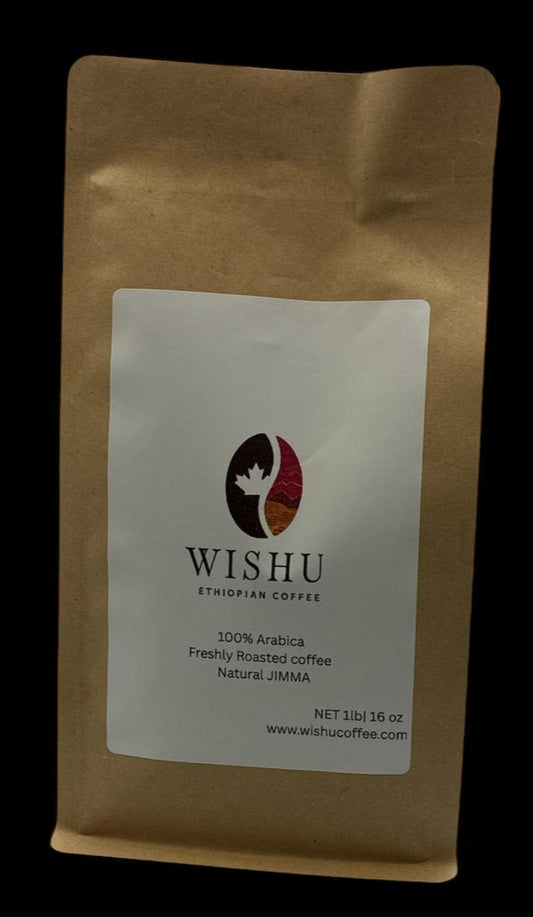 WISHU
ETHIOPIAN COFFEE
100% Arabica
Freshly Roasted coffee
Natural JIMMA
NET 1lb| 16 oz
www.wishucoffee.com